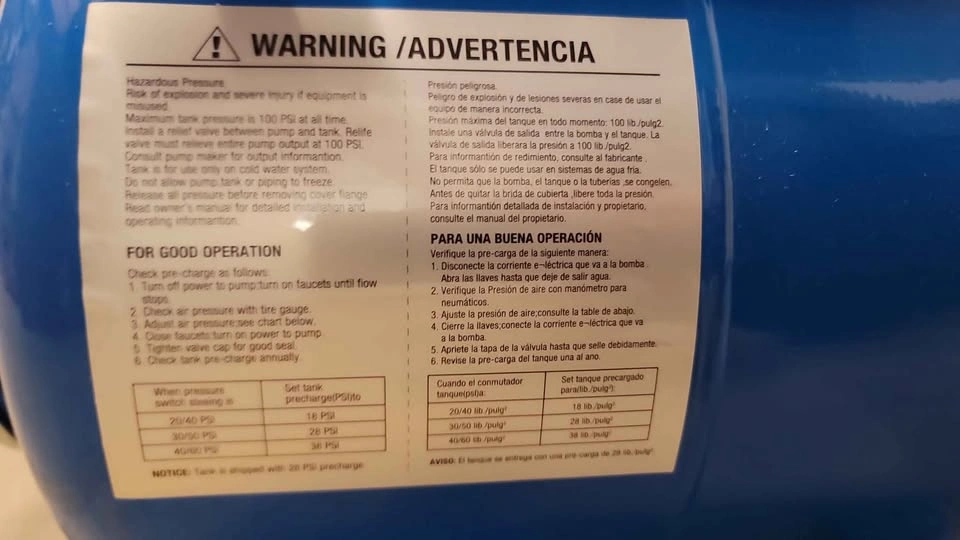 WARNING /ADVERTENCIA
Hazardous Pressure
Risk of explosion and severe injury if equipment is
misused.
Maximum tank pressure is 100 PSI at all time.
Install a relief valve between pump and tank. Relife
valve must relieve entire pump output at 100 PSI.
Consult pump maker for output informantion.
Tank is for use only on cold water system.
Do not allow pump,tank or piping to freeze.
Release all pressure before removing cover flange.
Read owner's manual for detailed installation and
operating informantion.
FOR GOOD OPERATION
Check pre-charge as follows:
1. Turn off power to pump:turn on faucets until flow
stops.
2. Check air pressure with tire gauge.
3. Adjust air pressure;see chart below.
4. Close faucets:turn on power to pump.
5. Tighten valve cap for good seal.
6. Check tank pre-charge annually.
When pressure
switch is
Set tank
precharge(PSI)to
20/40 PSI
18 PSI
30/50 PSI
28 PSI
40/60 PSI
38 PSI
NOTICE: Tank is shipped with 28 PSI precharge.
Presión peligrosa.
Peligro de explosión y de lesiones severas en case de usar el
equipo de manera incorrecta.
Presión máxima del tanque en todo momento: 100 lib./pulg2.
Instale una válvula de salida entre la bomba y el tanque. La
válvula de salida liberara la presión a 100 lib./pulg2.
Para informantión de redimiento, consulte al fabricante .
El tanque sólo se puede usar en sistemas de agua fría.
No permita que la bomba, el tanque o la tuberias ,se congelen.
Antes de quitar la brida de cubierta ,libere toda la presión.
Para informantión detallada de instalación y propietario,
consulte el manual del propietario.
PARA UNA BUENA OPERACIÓN
Verifique la pre-carga de la siguiente manera:
1. Disconecte la corriente e¬léctrica que va a la bomba .
Abra las llaves hasta que deje de salir agua.
2. Verifique la Presión de aire con manómetro para
neumáticos.
3. Ajuste la presión de aire;consulte la table de abajo.
4. Cierre la llaves;conecte la corriente e¬léctrica que va
a la bomba.
5. Apriete la tapa de la válvula hasta que selle debidamente.
6. Revise la pre-carga del tanque una al ano.
Cuando el conmutador
tanque(psi)a:
Set tanque precargado
para(lib./pulg²):
20/40 lib./pulg²
18 lib./pulg²
30/50 lib./pulg²
28 lib./pulg²
40/60 lib./pulg²
38 lib./pulg²
AVISO: El tanque se entrega con una pre-carga de 28 lib./pulg².